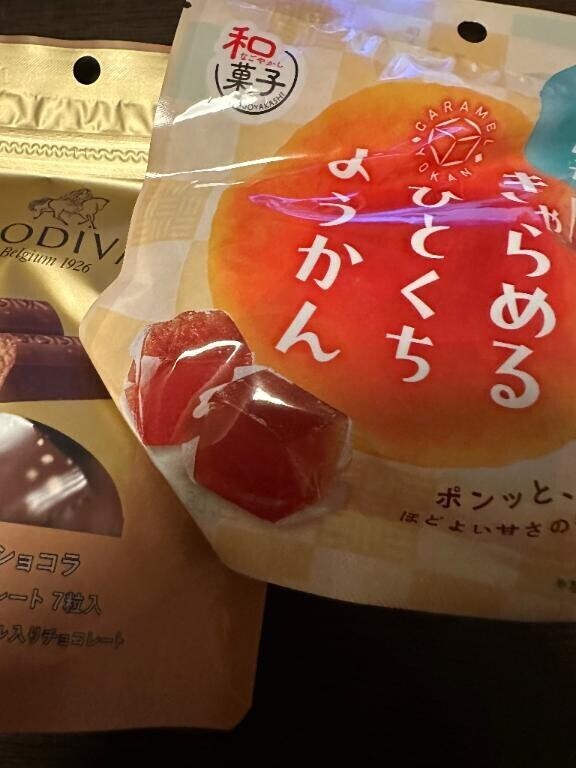 和
なごやかし
菓子
NAGOYAKASHI
CARAMEL
YOKAN
きゃらめる
ひとくち
ようかん
ポンッと、
ほどよい甘さの
ODIV
Belgium 1926
ショコラ
ート 7粒入
ル入りチョコレート